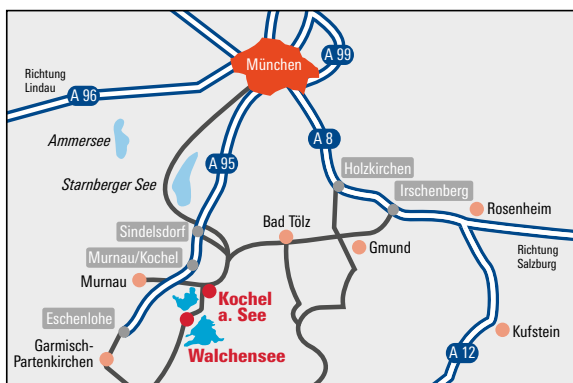 A 99
München
Richtung
Lindau
A 96
Ammersee
A 8
A 95
Starnberger See
Holzkirchen
Irschenberg
Rosenheim
Sindelsdorf
Bad Tölz
Gmund
Richtung
Salzburg
Murnau/Kochel
Murnau
Kochel
a. See
Eschenlohe
Walchensee
Kufstein
Garmisch-
Partenkirchen
A 12